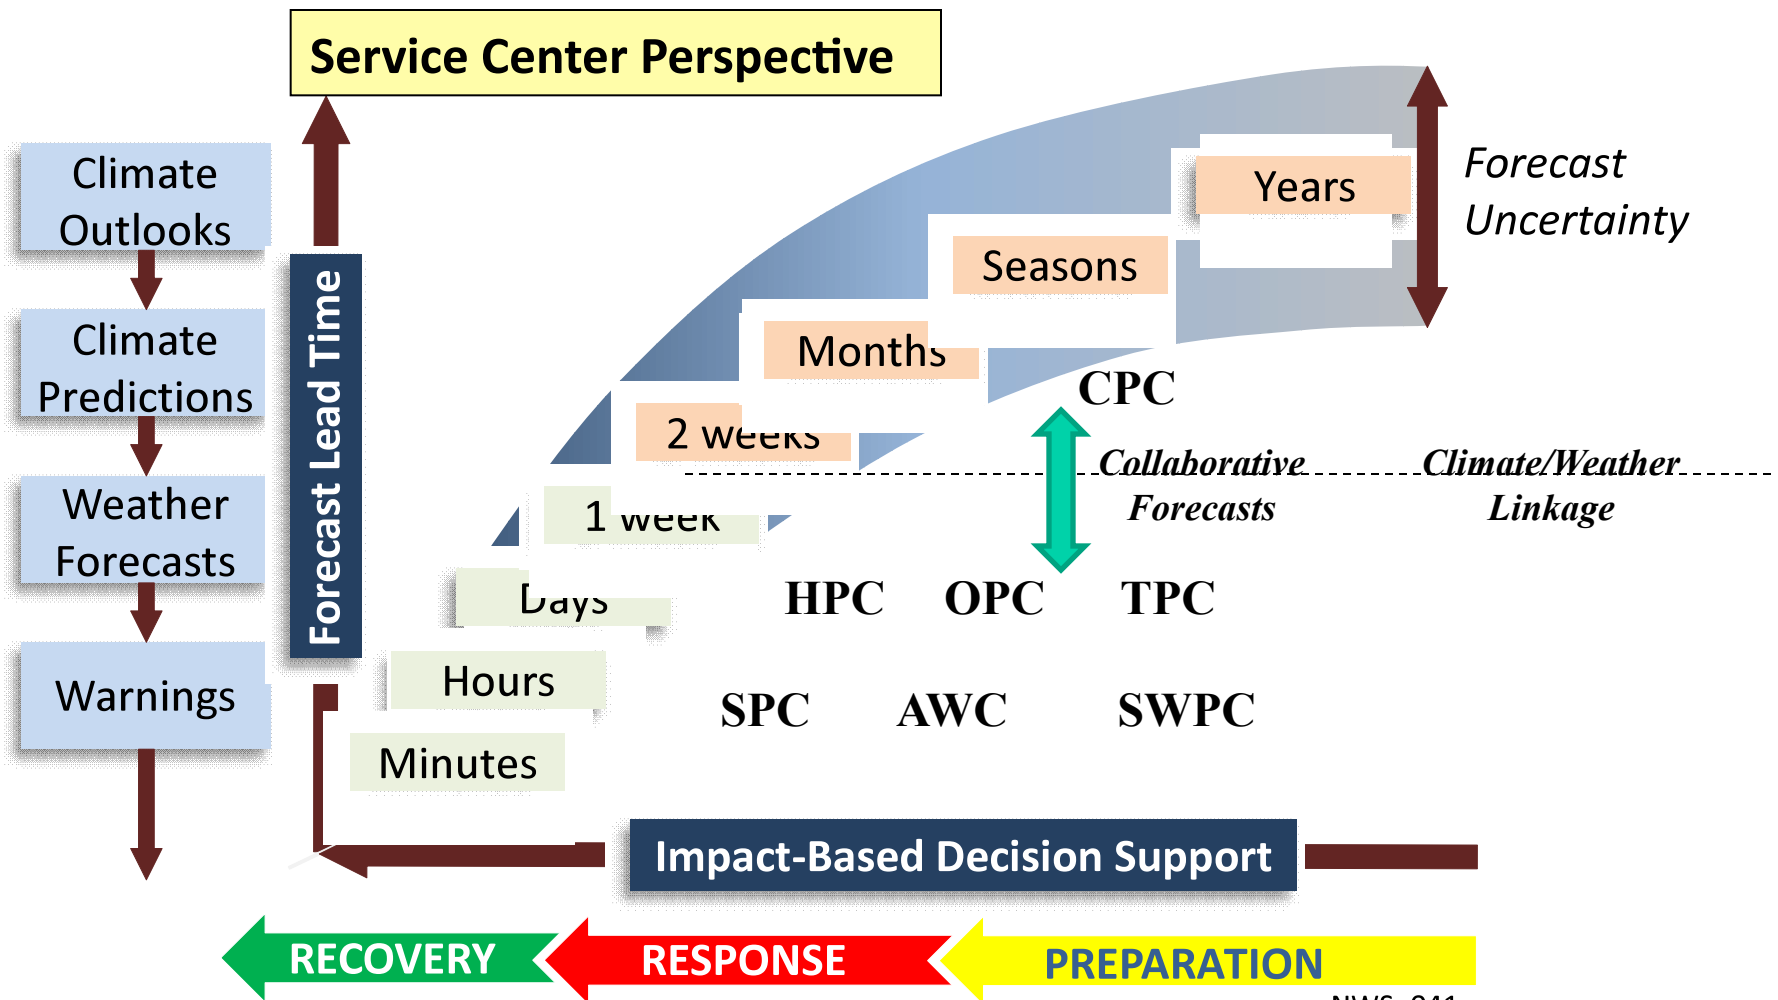 Service Center Perspective
Climate
Outlooks
Climate
Predictions
Weather
Forecasts
Warnings
Forecast Lead Time
Years
Seasons
Months
2 weeks
1 week
Days
Hours
Minutes
Forecast
Uncertainty
CPC
Collaborative
Forecasts
Climate/Weather
Linkage
HPC OPC TPC
SPC AWC SWPC
Impact-Based Decision Support
RECOVERY RESPONSE PREPARATION